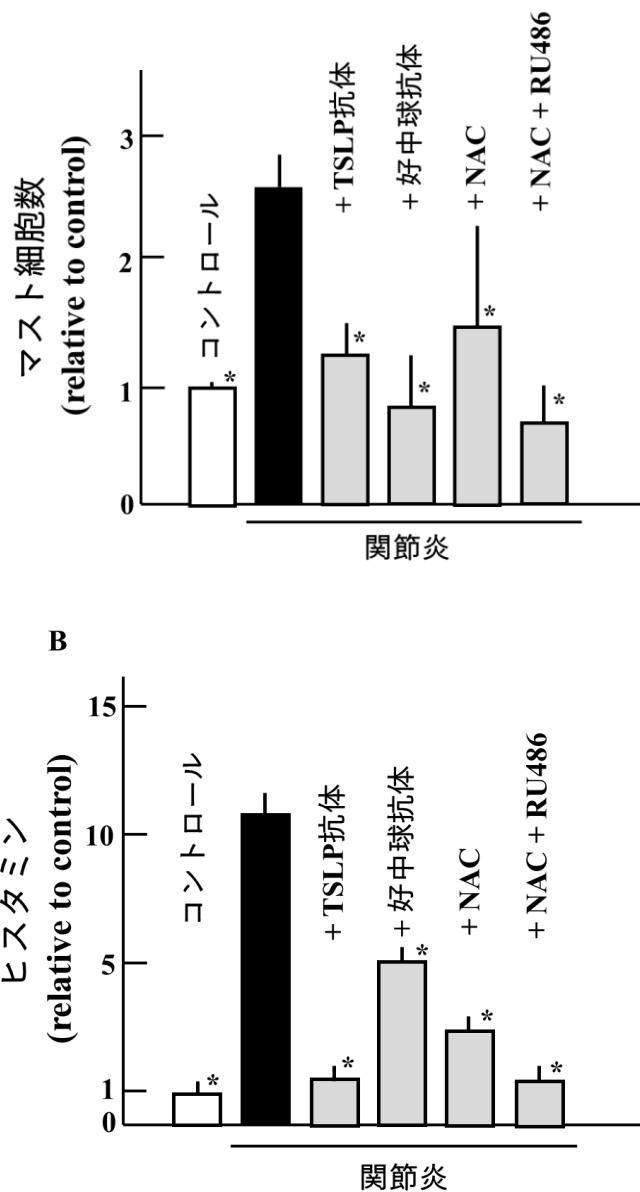 マスト細胞数
(relative to control)
3
2
1
0
コントロール
*
+ TSLP抗体
*
+ 好中球抗体
*
+ NAC
*
+ NAC + RU486
*
関節炎
B
ヒスタミン
(relative to control)
15
10
5
1
0
コントロール
*
+ TSLP抗体
*
+ 好中球抗体
*
+ NAC
*
+ NAC + RU486
*
関節炎